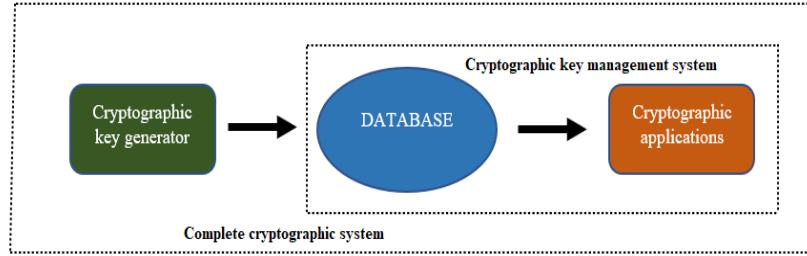 Cryptographic key management system
Cryptographic
key generator
DATABASE
Cryptographic
applications
Complete cryptographic system